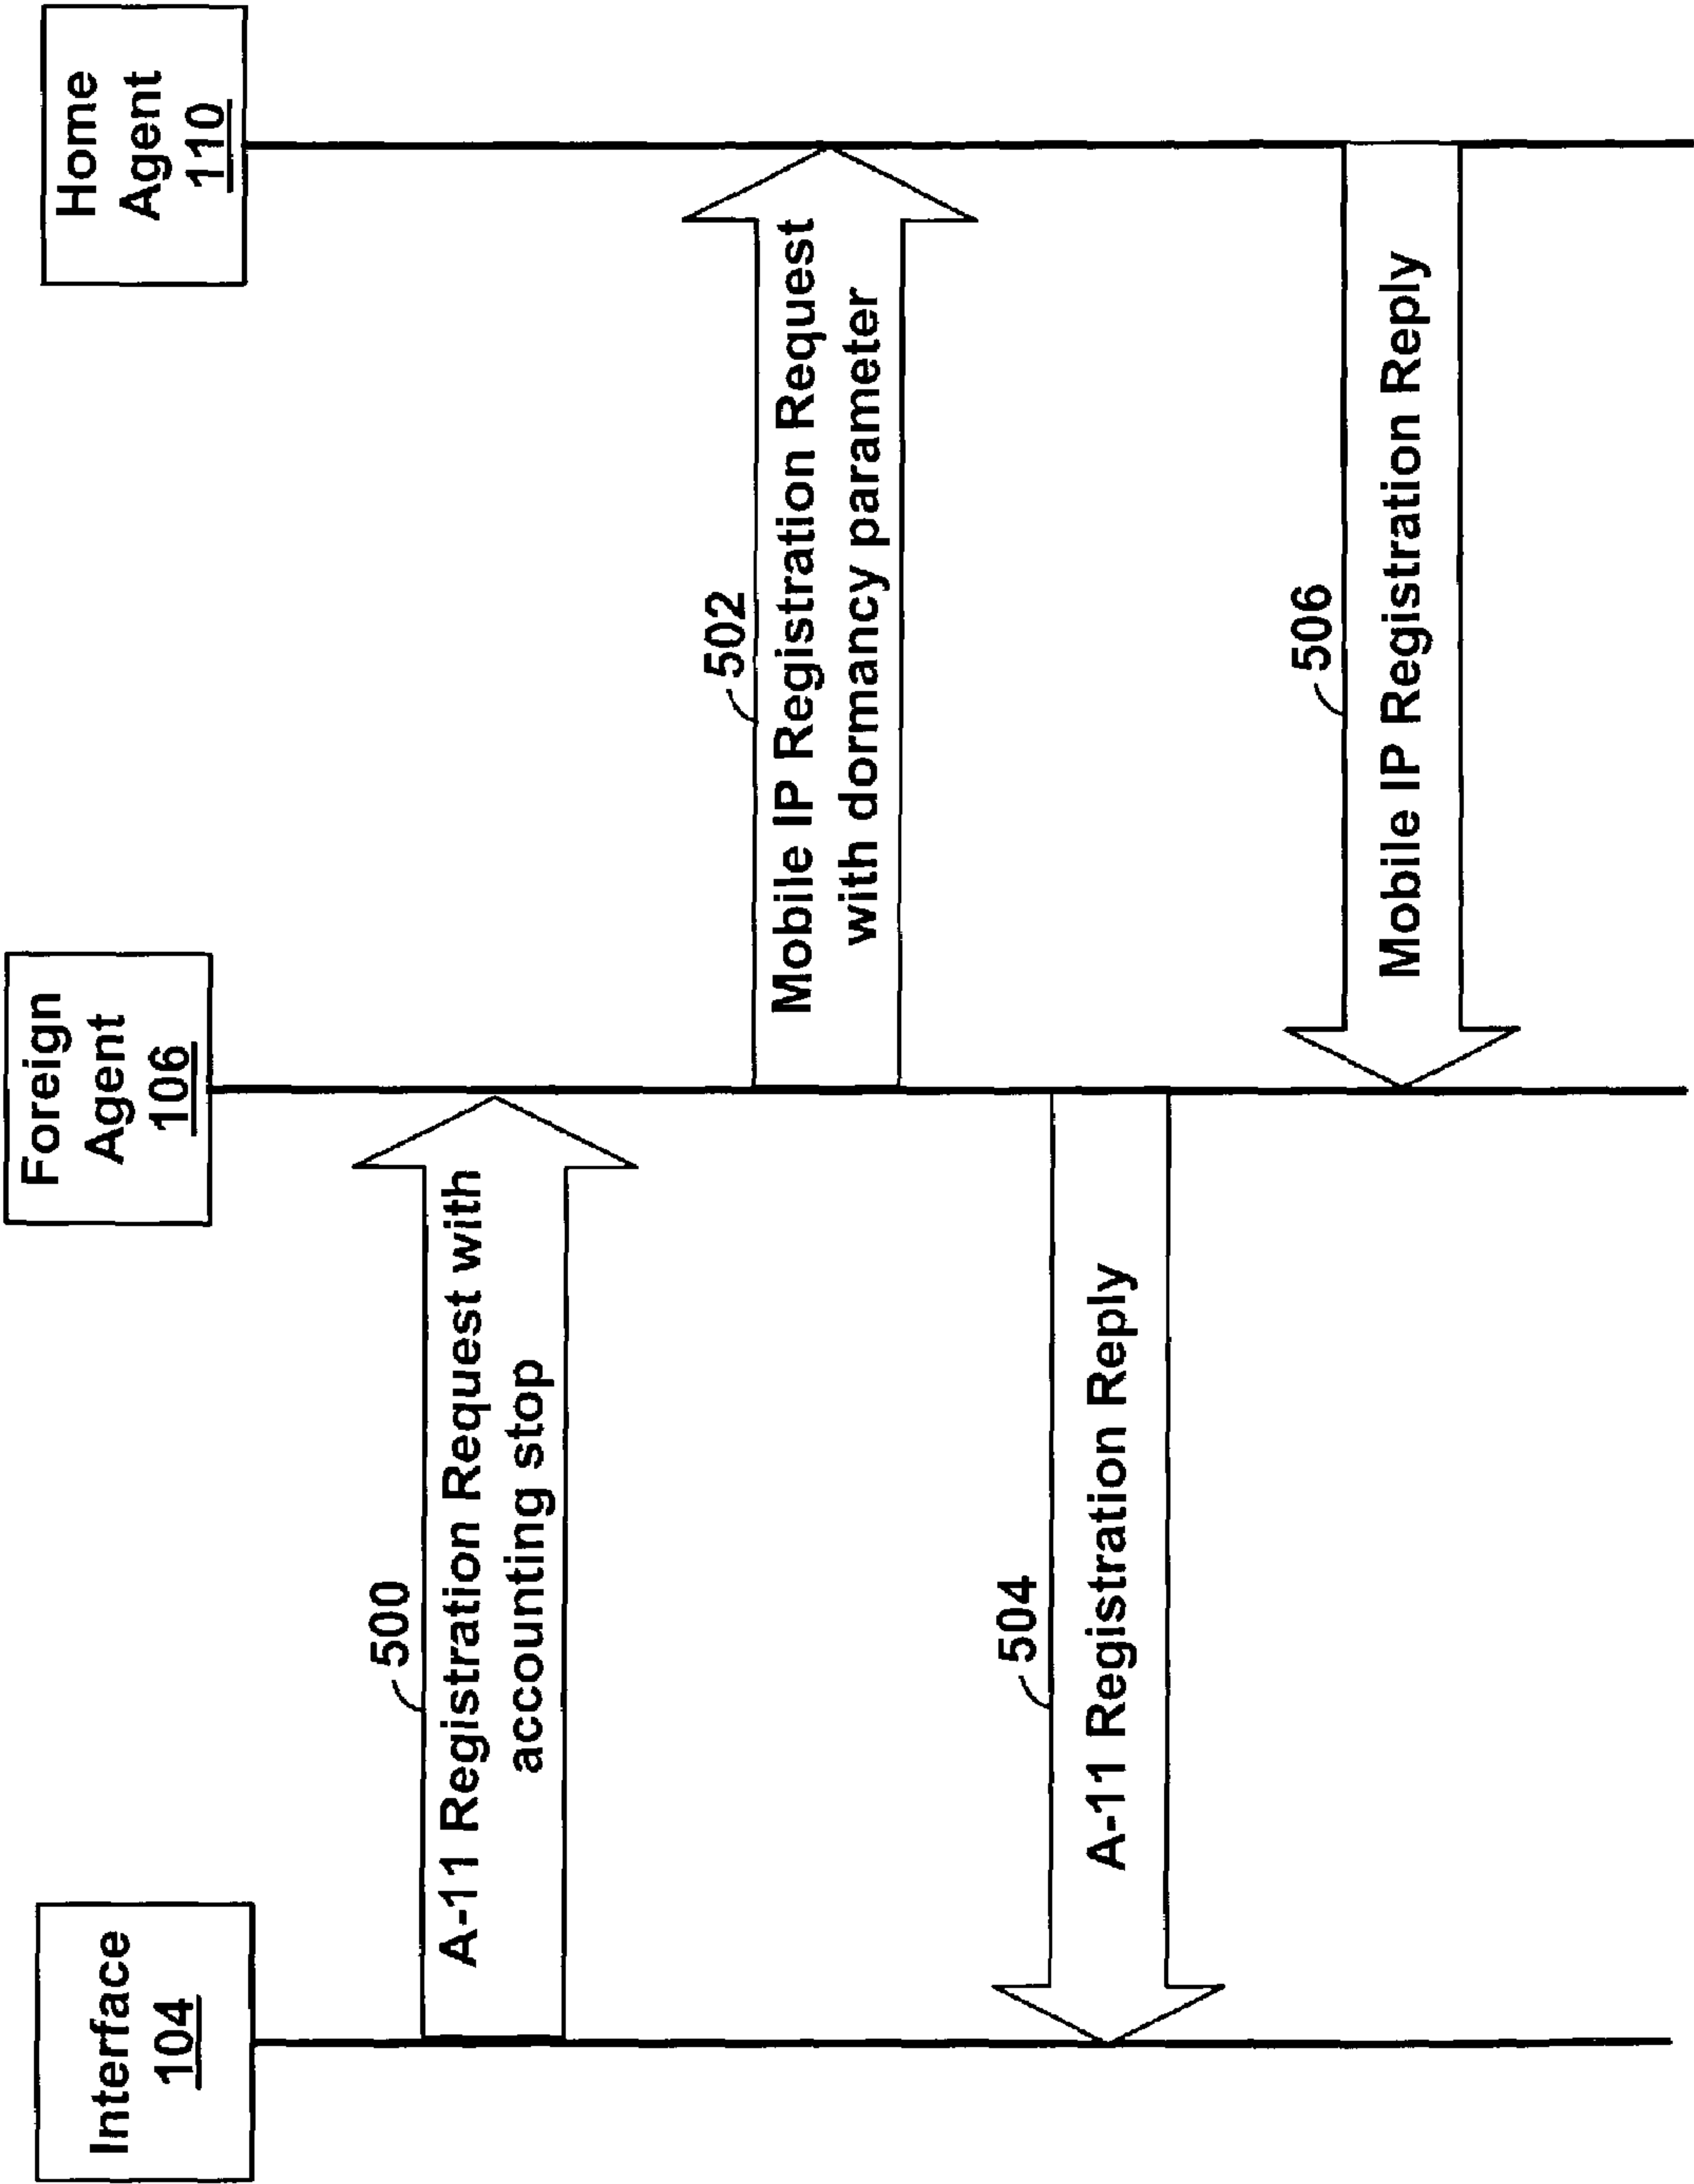 Interface
104
Foreign
Agent
106
Home
Agent
110
500
A-11 Registration Request with
accounting stop
502
Mobile IP Registration Request
with dormancy parameter
504
A-11 Registration Reply
506
Mobile IP Registration Reply